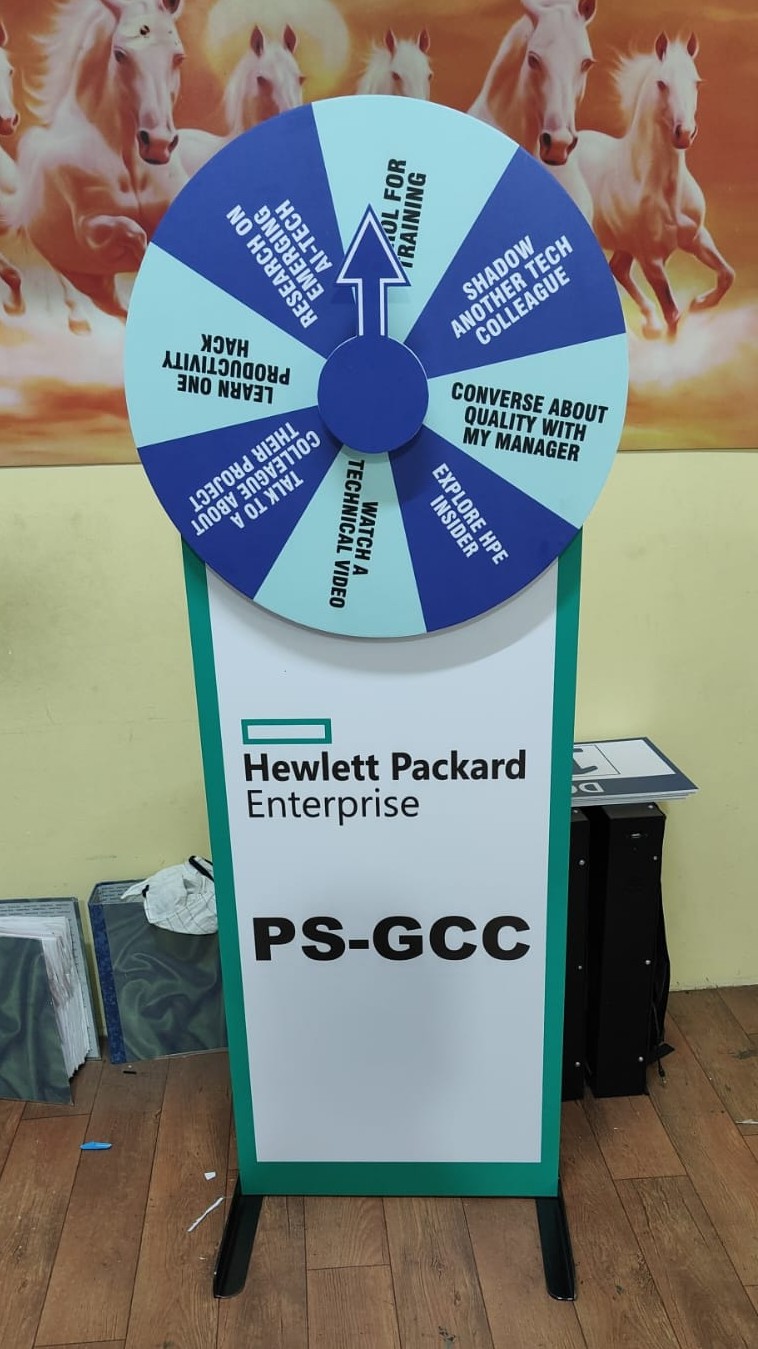 FOR
TRAINING
SHADOW
ANOTHER TECH
COLLEAGUE
CONVERSE ABOUT
QUALITY WITH
MY MANAGER
EXPLORE HPE
INSIDER
WATCH A
TECHNICAL VIDEO
TALK TO A
COLLEAGUE ABOUT
THEIR PROJECT
LEARN ONE
PRODUCTIVITY
HACK
RESEARCH ON
EMERGING
AI-TECH
Hewlett Packard
Enterprise
PS-GCC